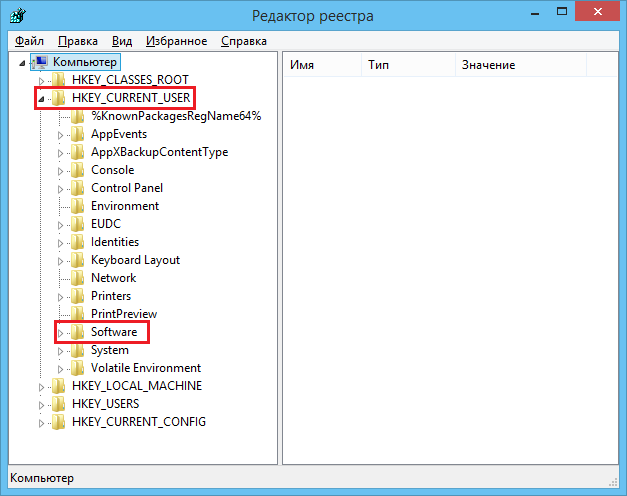 Редактор реестра
Файл Правка Вид Избранное Справка
Компьютер
HKEY_CLASSES_ROOT
HKEY_CURRENT_USER
%KnownPackagesRegName64%
AppEvents
AppXBackupContentType
Console
Control Panel
Environment
EUDC
Identities
Keyboard Layout
Network
Printers
PrintPreview
Software
System
Volatile Environment
HKEY_LOCAL_MACHINE
HKEY_USERS
HKEY_CURRENT_CONFIG
Имя Тип Значение
Компьютер